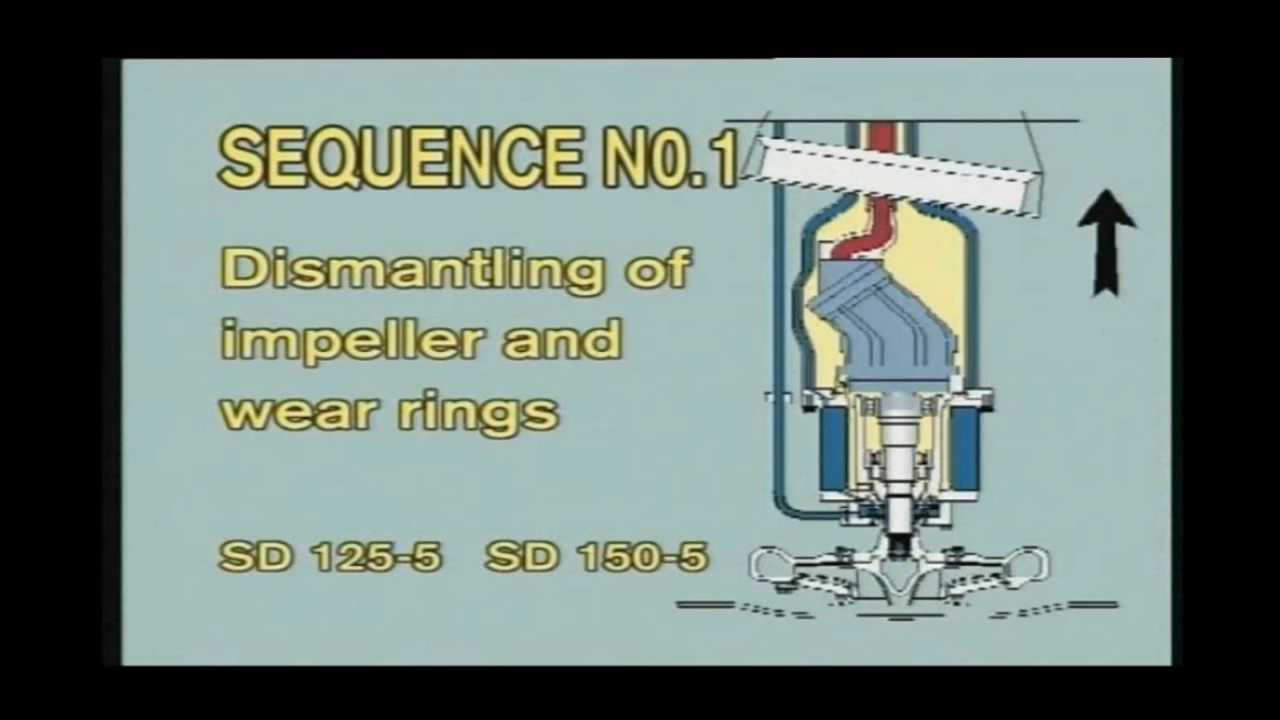 SEQUENCE NO.1
Dismantling of
impeller and
wear rings
SD 125-5 SD 150-5